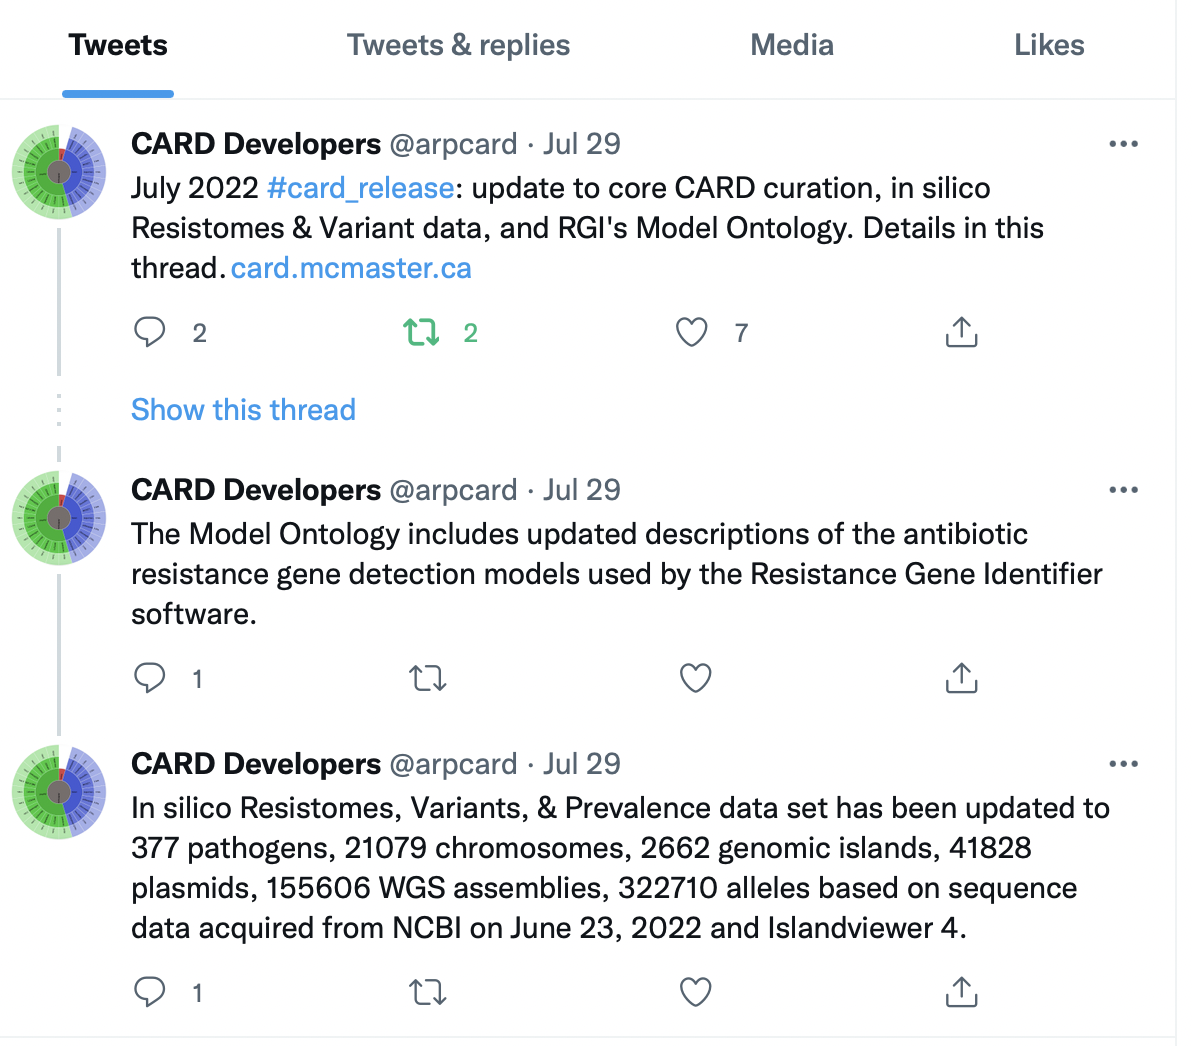 Tweets Tweets & replies Media Likes
CARD Developers @arpcard · Jul 29
July 2022 #card_release: update to core CARD curation, in silico
Resistomes & Variant data, and RGI's Model Ontology. Details in this
thread. card.mcmaster.ca
2 2 7
Show this thread
CARD Developers @arpcard · Jul 29
The Model Ontology includes updated descriptions of the antibiotic
resistance gene detection models used by the Resistance Gene Identifier
software.
1
CARD Developers @arpcard · Jul 29
In silico Resistomes, Variants, & Prevalence data set has been updated to
377 pathogens, 21079 chromosomes, 2662 genomic islands, 41828
plasmids, 155606 WGS assemblies, 322710 alleles based on sequence
data acquired from NCBI on June 23, 2022 and Islandviewer 4.
1